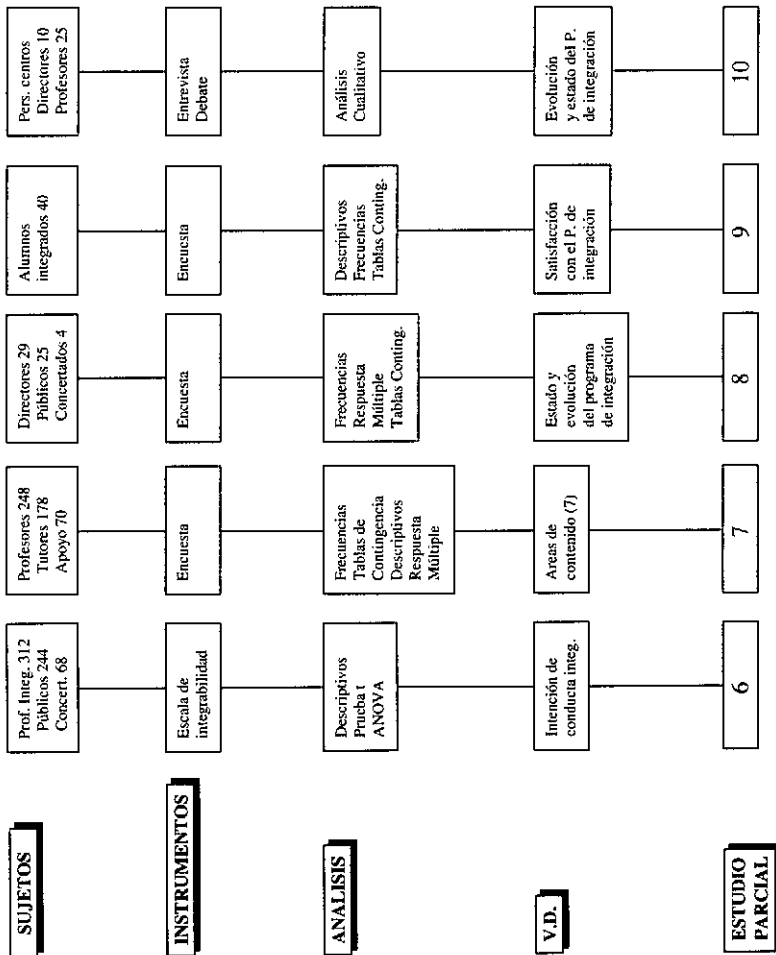 SUJETOS
Prof. Integ. 312
Públicos 244
Concert. 68
Profesores 248
Tutores 178
Apoyo 70
Directores 29
Públicos 25
Concertados 4
Alumnos
integrados 40
Pers. centros
Directores 10
Profesores 25
INSTRUMENTOS
Escala de
integrabilidad
Encuesta
Encuesta
Encuesta
Entrevista
Debate
ANALISIS
Descriptivos
Prueba t
ANOVA
Frecuencias
Tablas de
Contingencia
Descriptivos
Respuesta
Múltiple
Frecuencias
Respuesta
Múltiple
Tablas Conting.
Descriptivos
Frecuencias
Tablas Conting.
Análisis
Cualitativo
V.D.
Intención de
conducta integ.
Areas de
contenido (7)
Estado y
evolución
del programa
de integración
Satisfacción
con el P. de
integración
Evolución
y estado del P.
de integración
ESTUDIO
PARCIAL
6
7
8
9
10